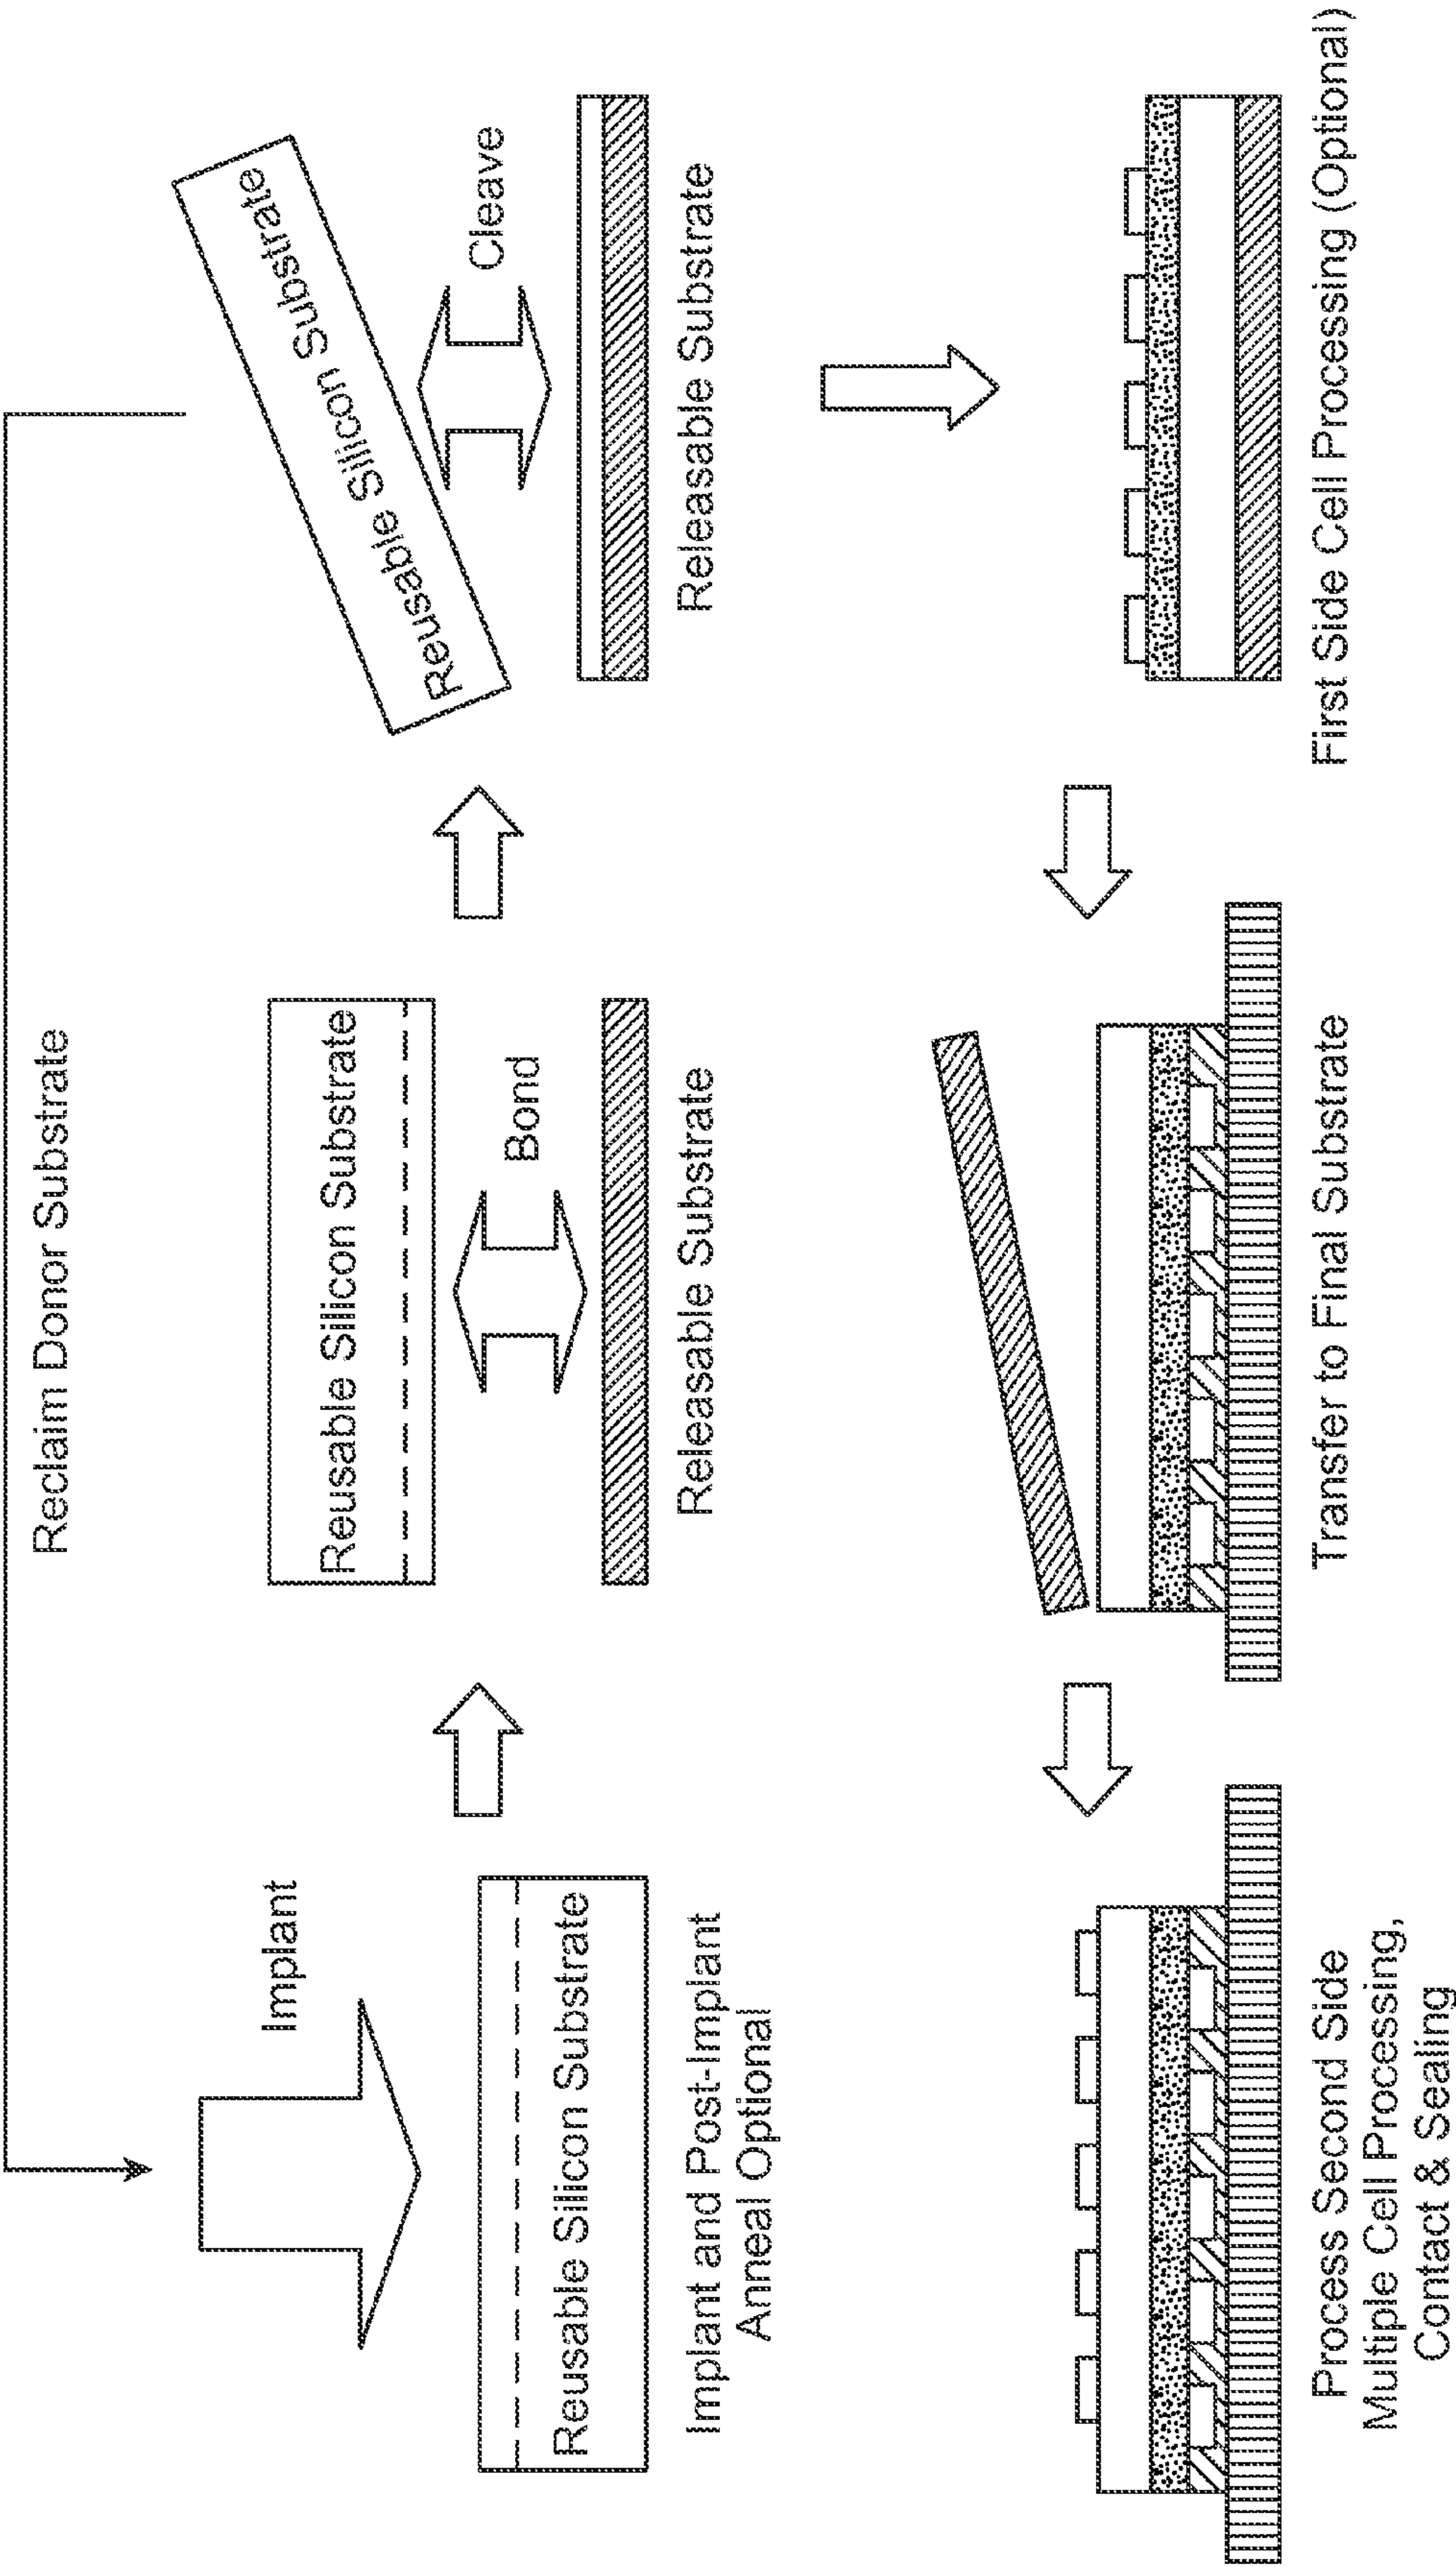 Reclaim Donor Substrate
Implant
Reusable Silicon Substrate
Implant and Post-Implant
Anneal Optional
Reusable Silicon Substrate
Bond
Releasable Substrate
Reusable Silicon Substrate
Cleave
Releasable Substrate
First Side Cell Processing (Optional)
Transfer to Final Substrate
Process Second Side
Multiple Cell Processing,
Contact & Sealing